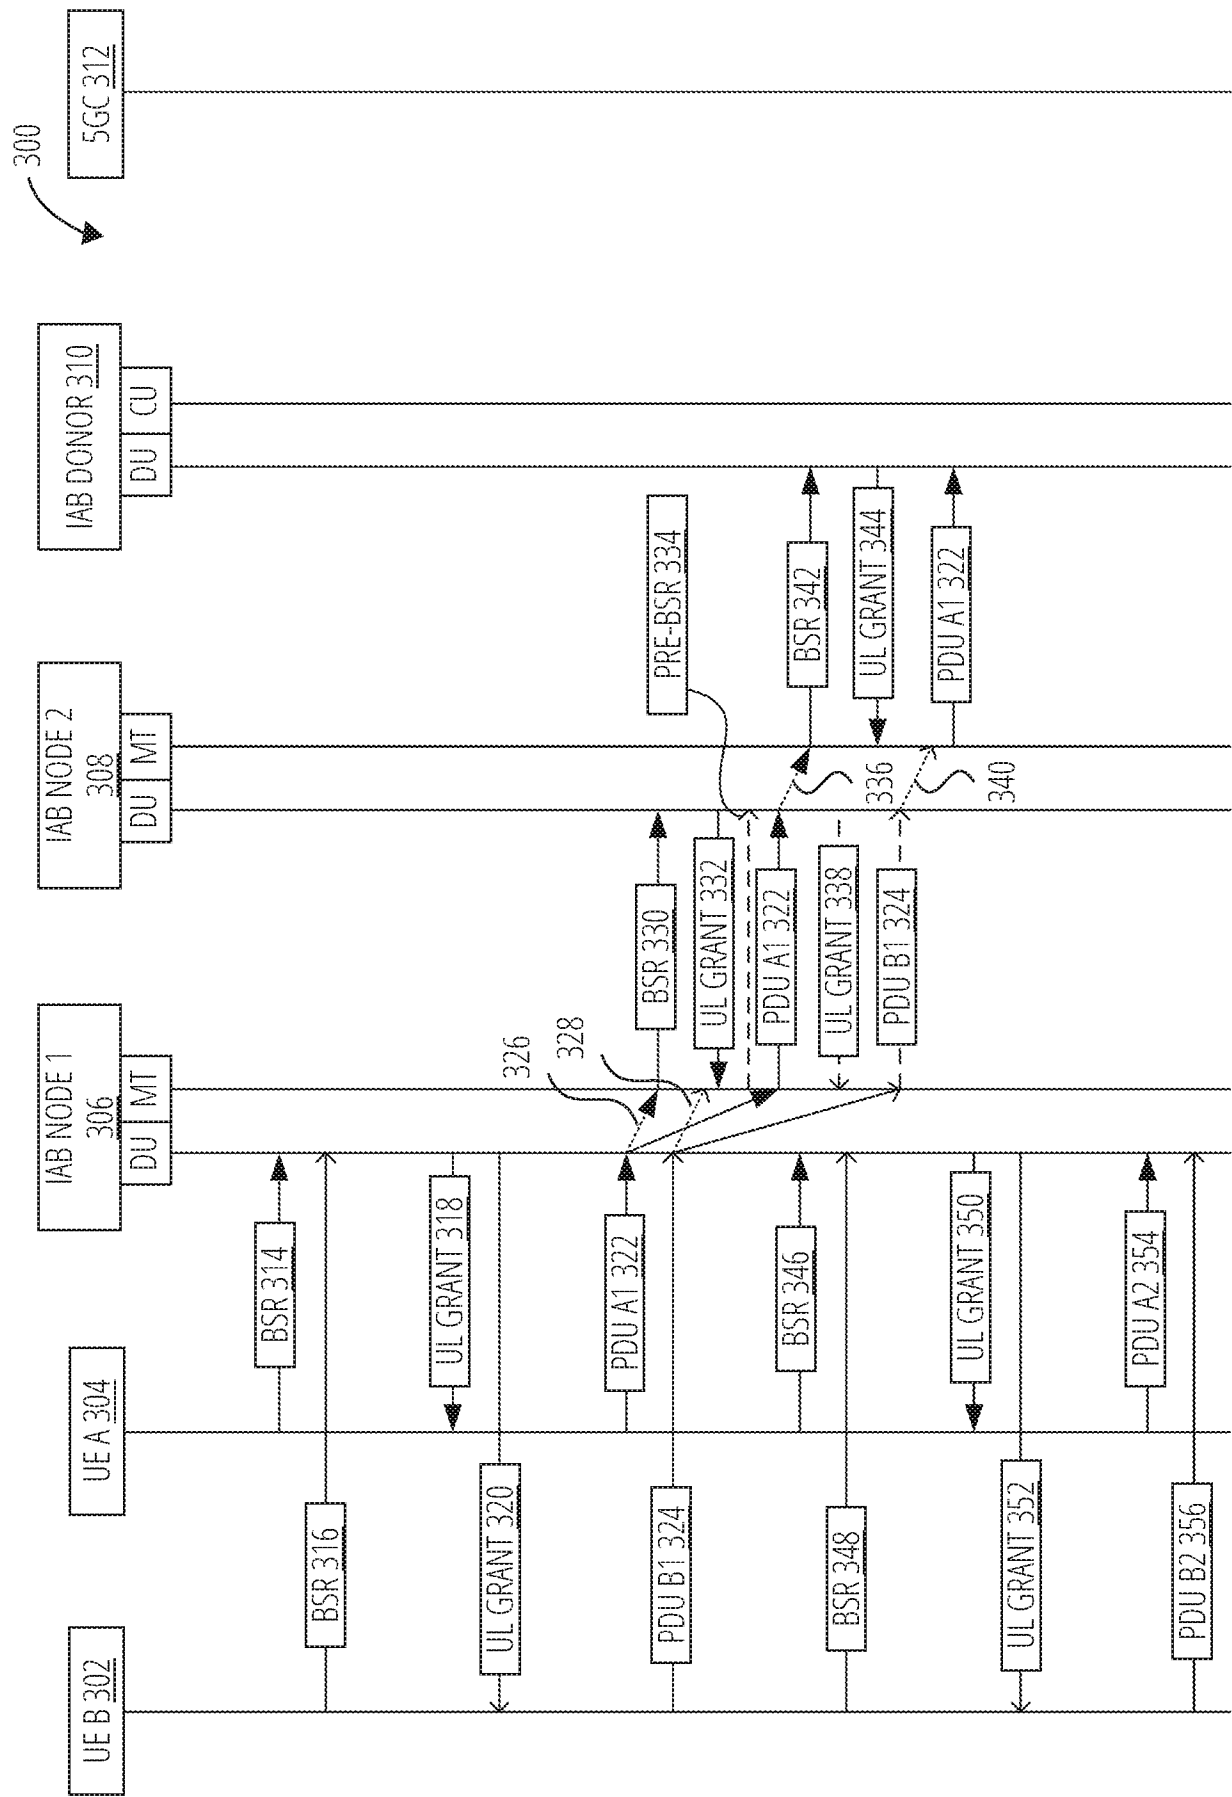 300
UE B 302
UE A 304
IAB NODE 1
306
DU
MT
IAB NODE 2
308
DU
MT
IAB DONOR 310
DU
CU
5GC 312
BSR 314
BSR 316
UL GRANT 318
UL GRANT 320
PDU A1 322
PDU B1 324
326
328
BSR 330
UL GRANT 332
PRE-BSR 334
PDU A1 322
336
UL GRANT 338
PDU B1 324
340
BSR 342
UL GRANT 344
PDU A1 322
BSR 346
BSR 348
UL GRANT 350
UL GRANT 352
PDU A2 354
PDU B2 356